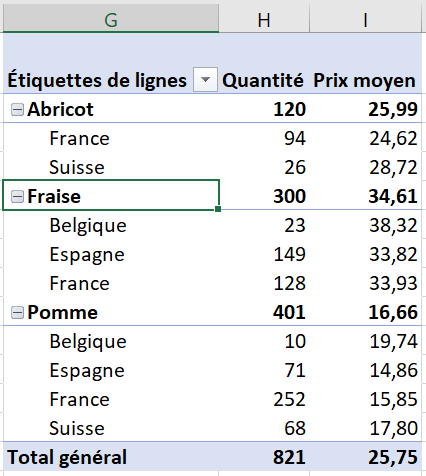 G H I
Étiquettes de lignes Quantité Prix moyen
Abricot 120 25,99
France 94 24,62
Suisse 26 28,72
Fraise 300 34,61
Belgique 23 38,32
Espagne 149 33,82
France 128 33,93
Pomme 401 16,66
Belgique 10 19,74
Espagne 71 14,86
France 252 15,85
Suisse 68 17,80
Total général 821 25,75